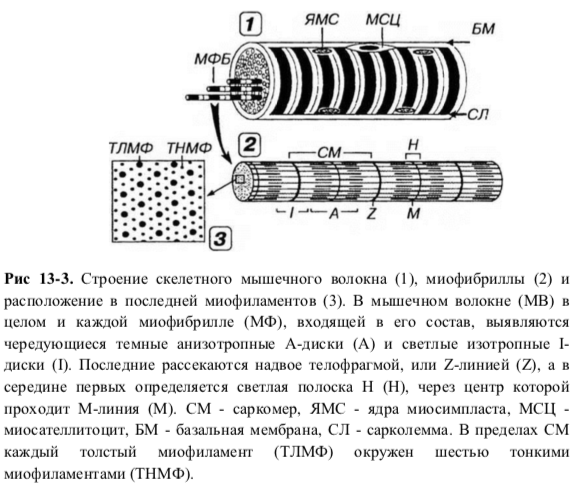 1
ЯМС
МСЦ
БМ
МФБ
СЛ
ТЛМФ
ТНМФ
2
СМ
Н
I
А
Z
М
3
Рис 13-3. Строение скелетного мышечного волокна (1), миофибриллы (2) и
расположение в последней миофиламентов (3). В мышечном волокне (МВ) в
целом и каждой миофибрилле (МФ), входящей в его состав, выявляются
чередующиеся темные анизотропные А-диски (А) и светлые изотропные I-
диски (I). Последние рассекаются надвое телофрагмой, или Z-линией (Z), а в
середине первых определяется светлая полоска Н (Н), через центр которой
проходит М-линия (М). СМ - саркомер, ЯМС - ядра миосимпласта, МСЦ -
миосателлитоцит, БМ - базальная мембрана, СЛ - сарколемма. В пределах СМ
каждый толстый миофиламент (ТЛМФ) окружен шестью тонкими
миофиламентами (ТНМФ).